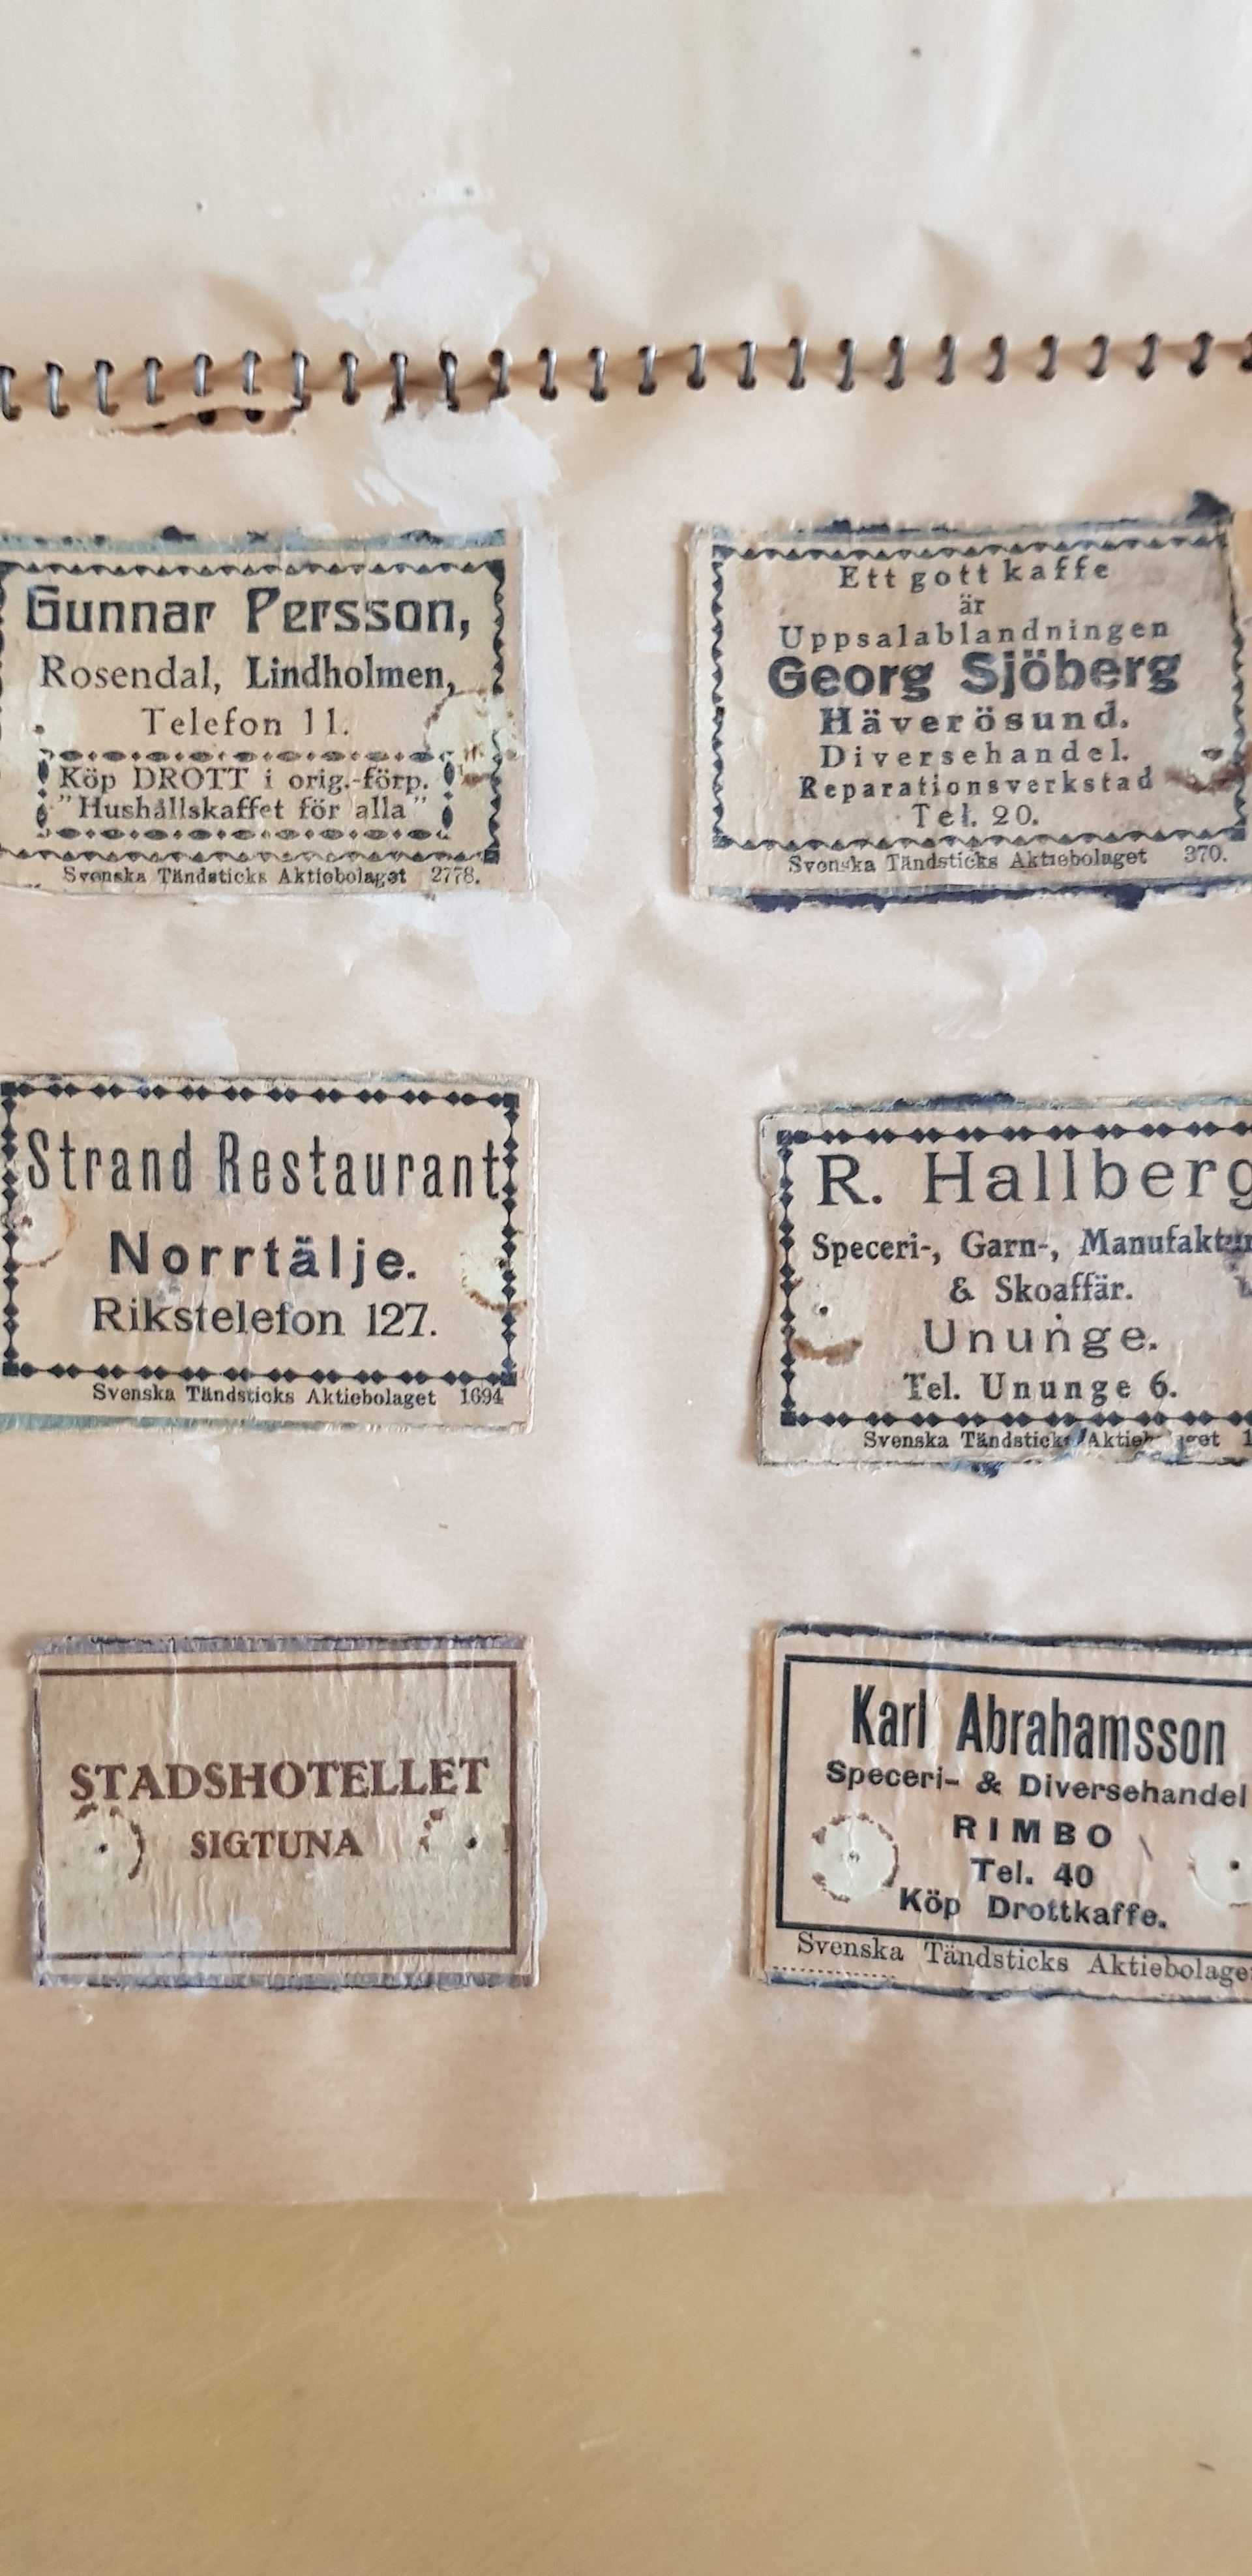 Gunnar Persson,
Rosendal, Lindholmen,
Telefon 11.
Köp DROTT i orig.-förp.
"Hushållskaffet för alla"
Svenska Tändsticks Aktiebolaget 2778.
Ett gott kaffe
är
Uppsalablandningen
Georg Sjöberg
Häverösund.
Diversehandel.
Reparationsverkstad
Tel. 20.
Svenska Tändsticks Aktiebolaget 370.
Strand Restaurant
Norrtälje.
Rikstelefon 127.
Svenska Tändsticks Aktiebolaget 1694
R. Hallberg
Speceri-, Garn-,
& Skoaffär.
Ununge.
Tel. Ununge 6.
Svenska Tändsticks
STADSHOTELLET
SIGTUNA
Karl Abrahamsson
Speceri- & Diversehandel
RIMBO
Tel. 40
Köp Drottkaffe.
Svenska Tändsticks Aktiebolage